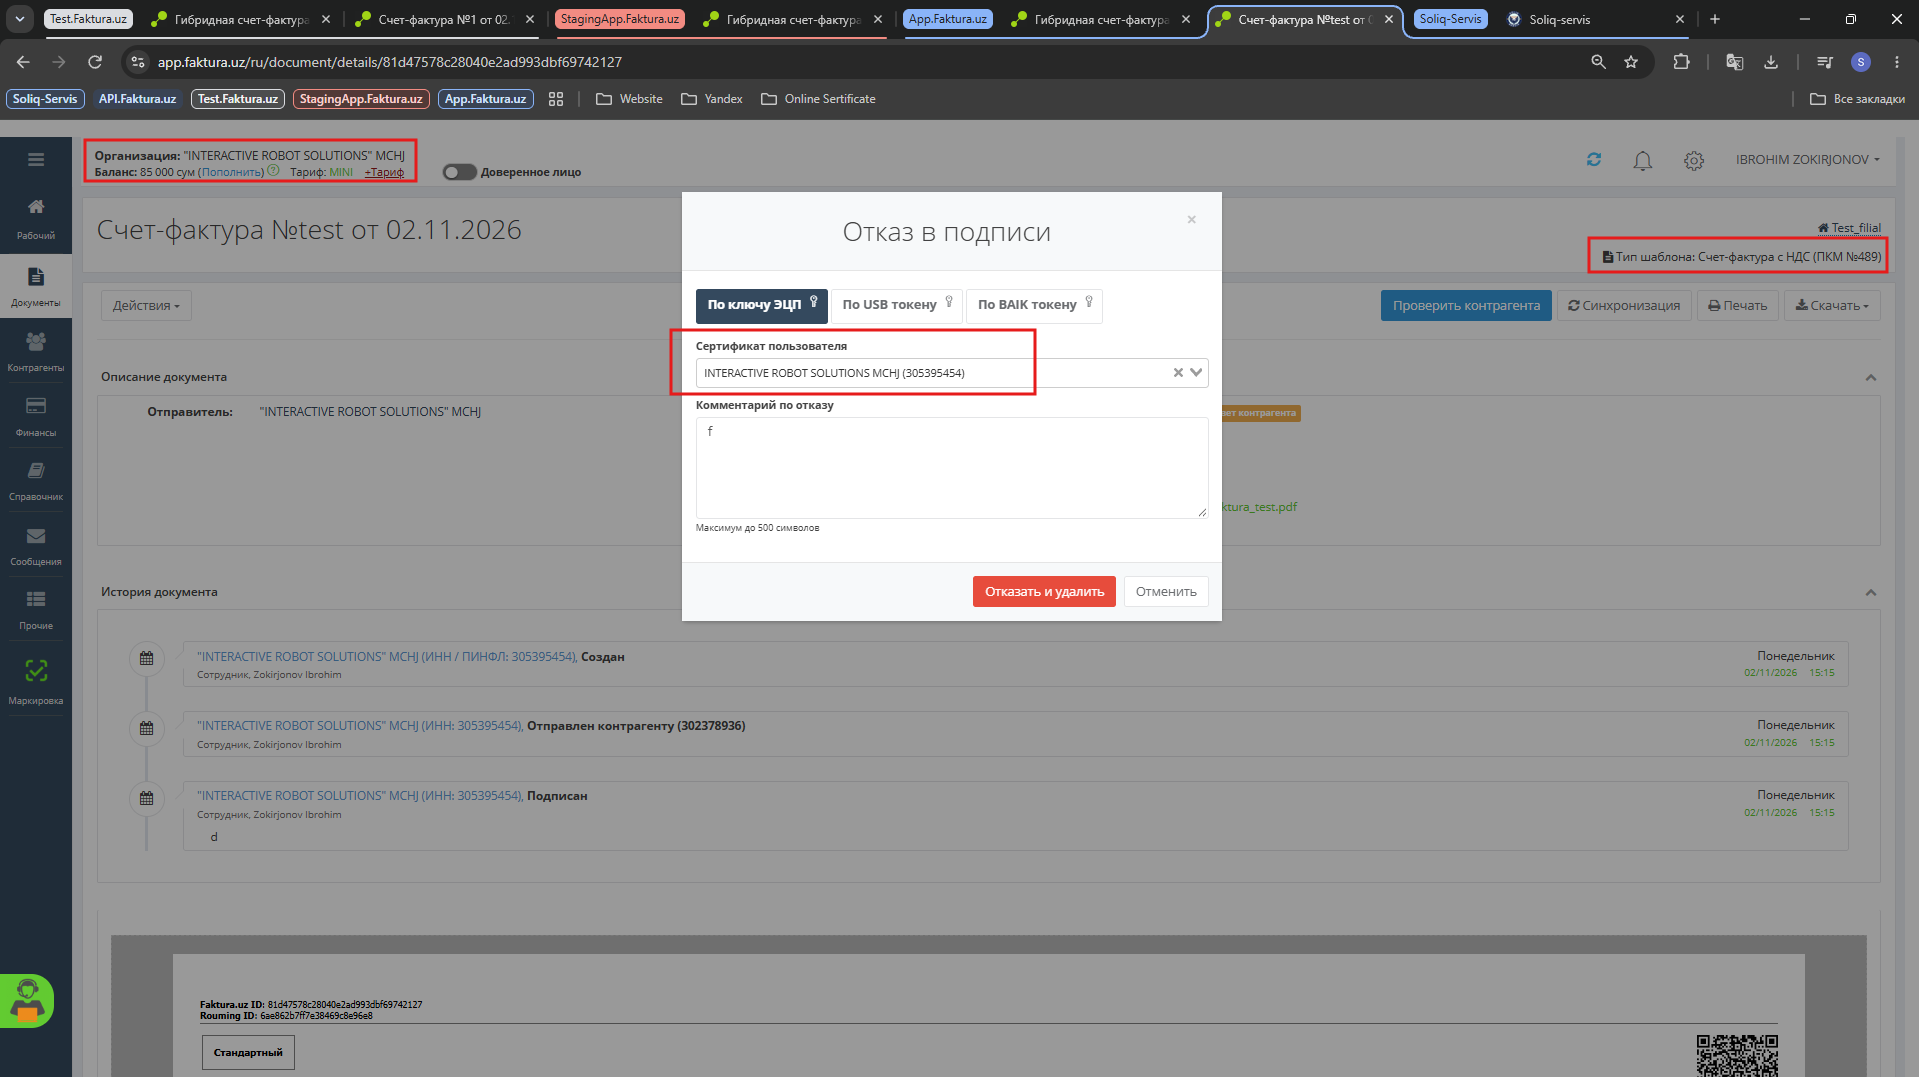 Test.Faktura.uz
Гибридная счет-фактура
Счет-фактура №1 от 02.
StagingApp.Faktura.uz
Гибридная счет-фактура
App.Faktura.uz
Гибридная счет-фактура
Счет-фактура №test от
Soliq-Servis
Soliq-servis
app.faktura.uz/ru/document/details/81d47578c28040e2ad993dbf69742127
S
Soliq-Servis
API.Faktura.uz
Test.Faktura.uz
StagingApp.Faktura.uz
App.Faktura.uz
Website
Yandex
Online Sertificate
Все закладки
Организация: "INTERACTIVE ROBOT SOLUTIONS" MCHJ
Баланс: 85 000 сум (Пополнить) Тариф: MINI +Тариф
Доверенное лицо
IBROHIM ZOKIRJONOV
Рабочий
Документы
Контрагенты
Финансы
Справочник
Сообщения
Прочие
Маркировка
Счет-фактура №test от 02.11.2026
Test_filial
Тип шаблона: Счет-фактура с НДС (ПКМ №489)
Действия
Проверить контрагента
Синхронизация
Печать
Скачать
Описание документа
Отправитель: "INTERACTIVE ROBOT SOLUTIONS" MCHJ
ет контрагента
ktura_test.pdf
Отказ в подписи
×
По ключу ЭЦП
По USB токену
По BAIK токену
Сертификат пользователя
INTERACTIVE ROBOT SOLUTIONS MCHJ (305395454)
Комментарий по отказу
f
Максимум до 500 символов
Отказать и удалить
Отменить
История документа
"INTERACTIVE ROBOT SOLUTIONS" MCHJ (ИНН / ПИНФЛ: 305395454), Создан
Сотрудник, Zokirjonov Ibrohim
Понедельник
02/11/2026 15:15
"INTERACTIVE ROBOT SOLUTIONS" MCHJ (ИНН: 305395454), Отправлен контрагенту (302378936)
Сотрудник, Zokirjonov Ibrohim
Понедельник
02/11/2026 15:15
"INTERACTIVE ROBOT SOLUTIONS" MCHJ (ИНН: 305395454), Подписан
Сотрудник, Zokirjonov Ibrohim
d
Понедельник
02/11/2026 15:15
Faktura.uz ID: 81d47578c28040e2ad993dbf69742127
Rouming ID: 6ae862b7ff7e38469c8e96e8
Стандартный